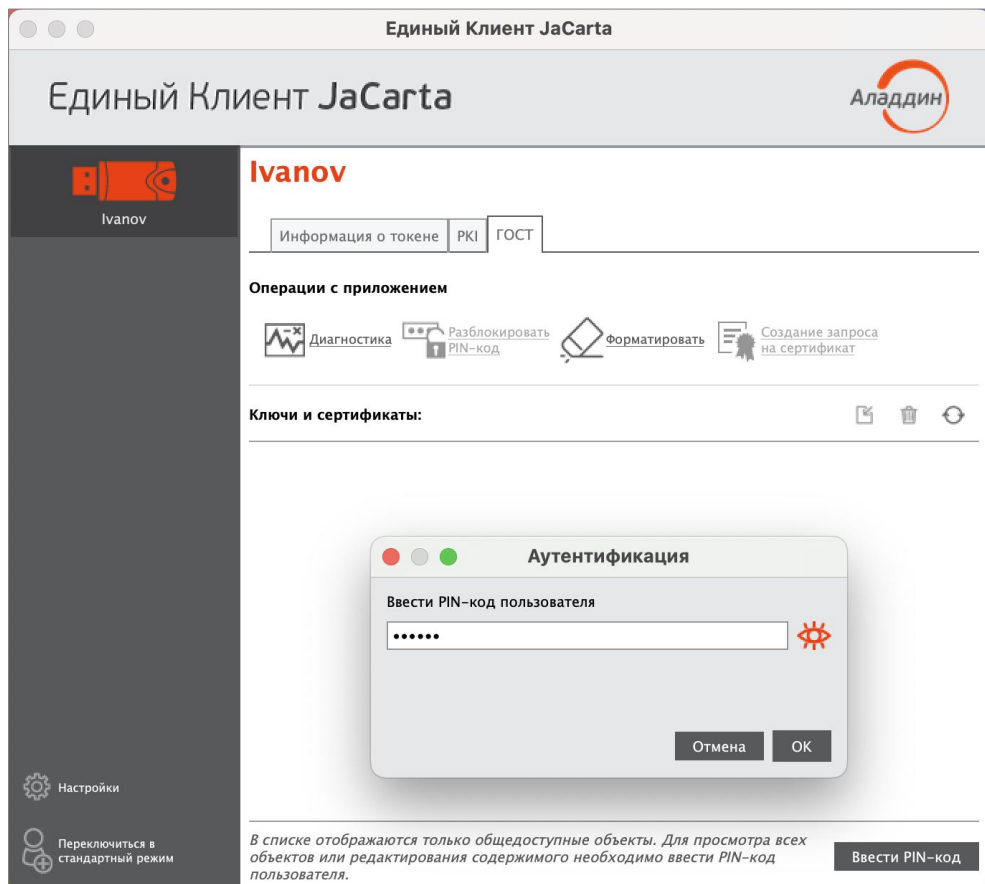 Единый Клиент JaCarta
Единый Клиент JaCarta
Аладдин
Ivanov
Ivanov
Информация о токене
PKI
ГОСТ
Операции с приложением
Диагностика
Разблокировать
PIN-код
Форматировать
Создание запроса
на сертификат
Ключи и сертификаты:
Аутентификация
Ввести PIN-код пользователя
••••••
Отмена
OK
Настройки
Переключиться в
стандартный режим
В списке отображаются только общедоступные объекты. Для просмотра всех
объектов или редактирования содержимого необходимо ввести PIN-код
пользователя.
Ввести PIN-код